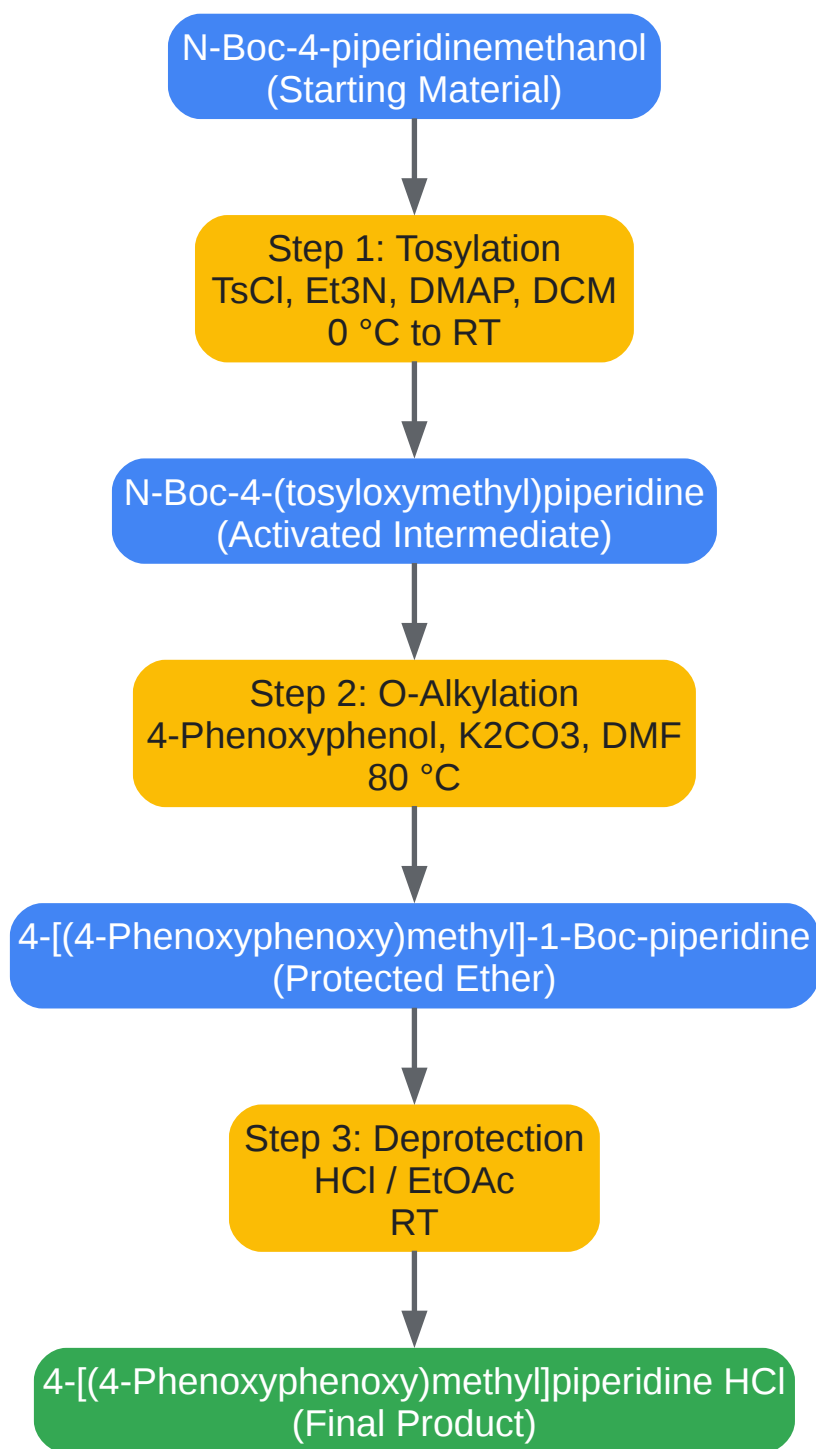 N-Boc-4-piperidinemethanol
(Starting Material)
Step 1: Tosylation
TsCl, Et3N, DMAP, DCM
0 °C to RT
N-Boc-4-(tosyloxymethyl)piperidine
(Activated Intermediate)
Step 2: O-Alkylation
4-Phenoxyphenol, K2CO3, DMF
80 °C
4-[(4-Phenoxyphenoxy)methyl]-1-Boc-piperidine
(Protected Ether)
Step 3: Deprotection
HCl / EtOAc
RT
4-[(4-Phenoxyphenoxy)methyl]piperidine HCl
(Final Product)